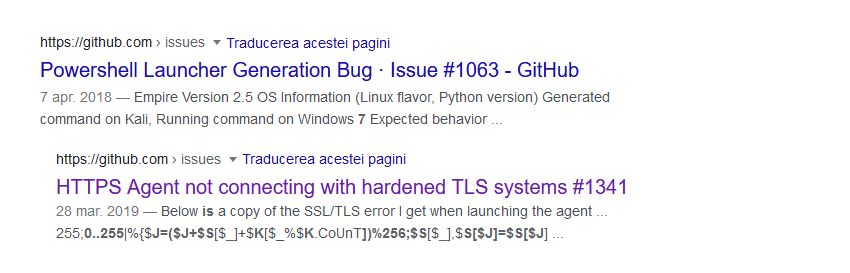 https://github.com › issues ▼ Traducerea acestei pagini
Powershell Launcher Generation Bug · Issue #1063 - GitHub
7 apr. 2018 — Empire Version 2.5 OS Information (Linux flavor, Python version) Generated
command on Kali, Running command on Windows 7 Expected behavior ...
https://github.com › issues ▼ Traducerea acestei pagini
HTTPS Agent not connecting with hardened TLS systems #1341
28 mar. 2019 — Below is a copy of the SSL/TLS error I get when launching the agent ...
255;0..255|%{$J=($J+$S[$_]+$K[$_%$K.CoUnT])%256;$S[$_],$S[$J]=$S[$J] ...